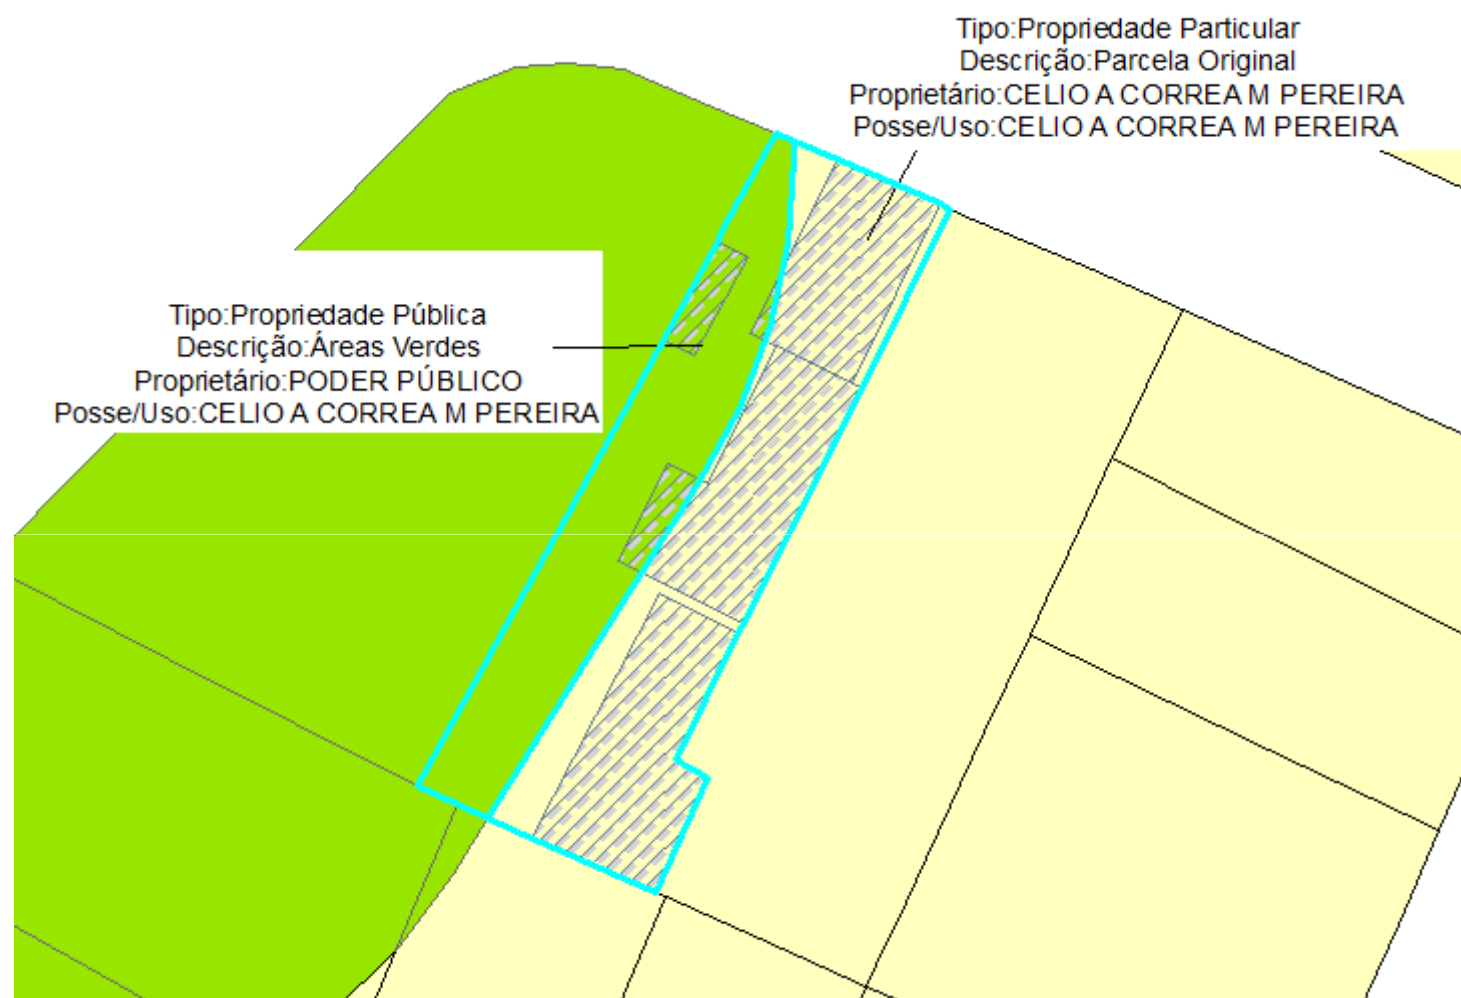 Tipo:Propriedade Particular
Descrição:Parcela Original
Proprietário:CELIO A CORREA M PEREIRA
Posse/Uso:CELIO A CORREA M PEREIRA
Tipo:Propriedade Pública
Descrição:Áreas Verdes
Proprietário:PODER PÚBLICO
Posse/Uso:CELIO A CORREA M PEREIRA